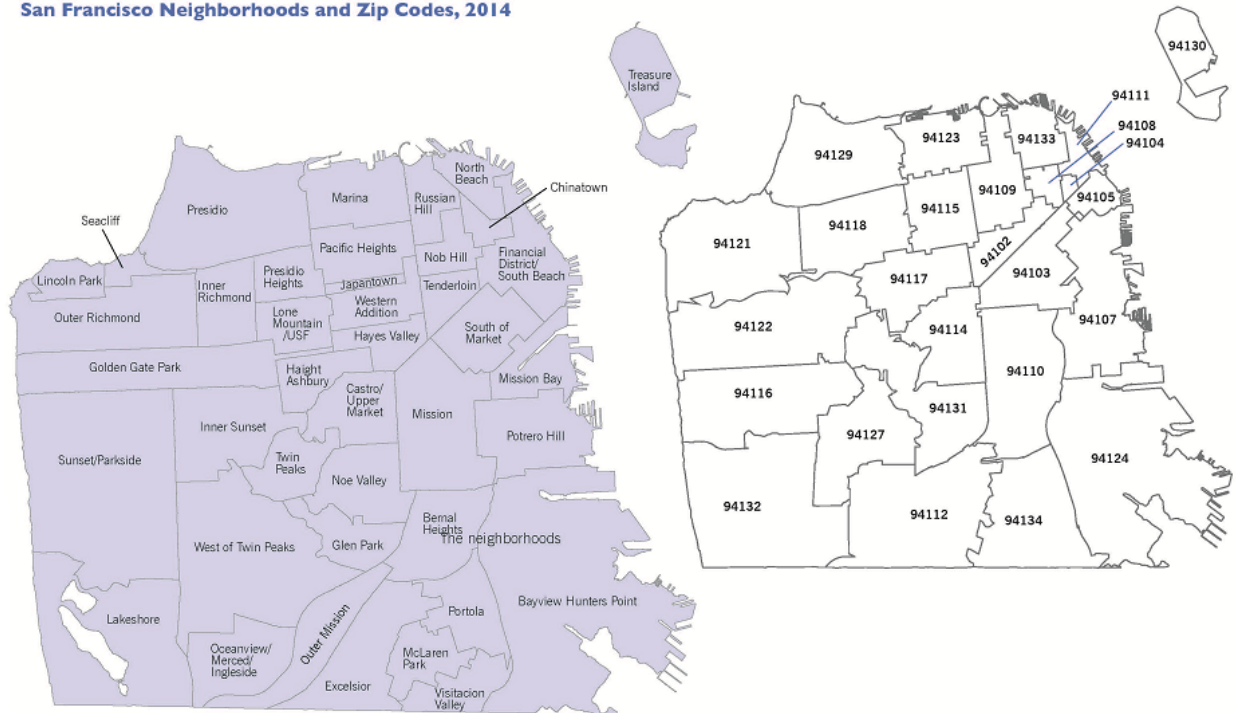 San Francisco Neighborhoods and Zip Codes, 2014
Treasure
Island
North
Beach
Chinatown
Marina
Russian
Hill
Presidio
Seacliff
Pacific Heights
Nob Hill
Financial
District/
South Beach
Lincoln Park
Inner
Richmond
Presidio
Heights
Japantown
Tenderloin
Outer Richmond
Western
Addition
Lone
Mountain
/USF
Hayes Valley
South of
Market
Golden Gate Park
Haight
Ashbury
Mission Bay
Castro/
Upper
Market
Mission
Inner Sunset
Potrero Hill
Sunset/Parkside
Twin
Peaks
Noe Valley
Bernal
Heights
The neighborhoods
West of Twin Peaks
Glen Park
Bayview Hunters Point
Lakeshore
Portola
Outer Mission
Oceanview/
Merced/
Ingleside
McLaren
Park
Excelsior
Visitacion
Valley
94130
94111
94108
94104
94123
94133
94129
94109
94105
94115
94118
94121
94102
94103
94117
94107
94122
94114
94110
94116
94131
94127
94124
94132
94112
94134